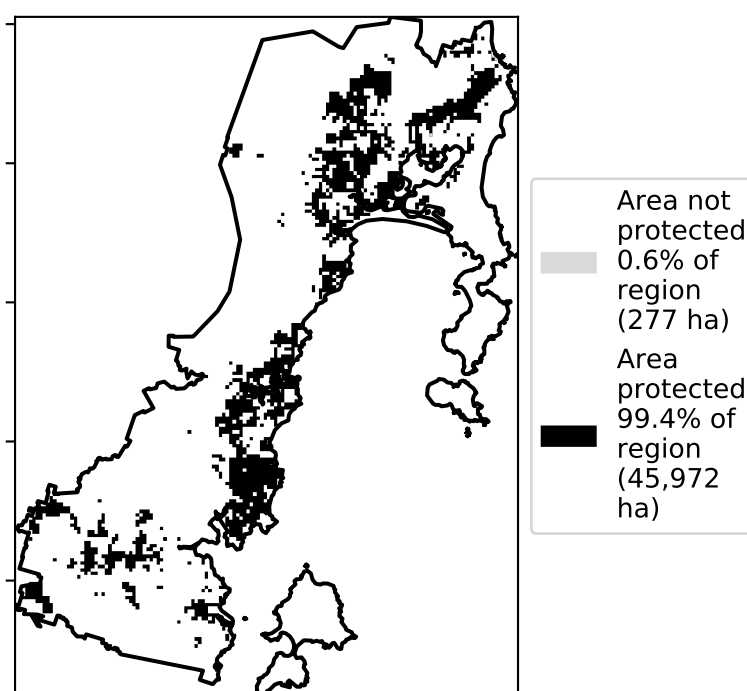 Area not
protected
0.6% of
region
(277 ha)
Area
protected
99.4% of
region
(45,972
ha)